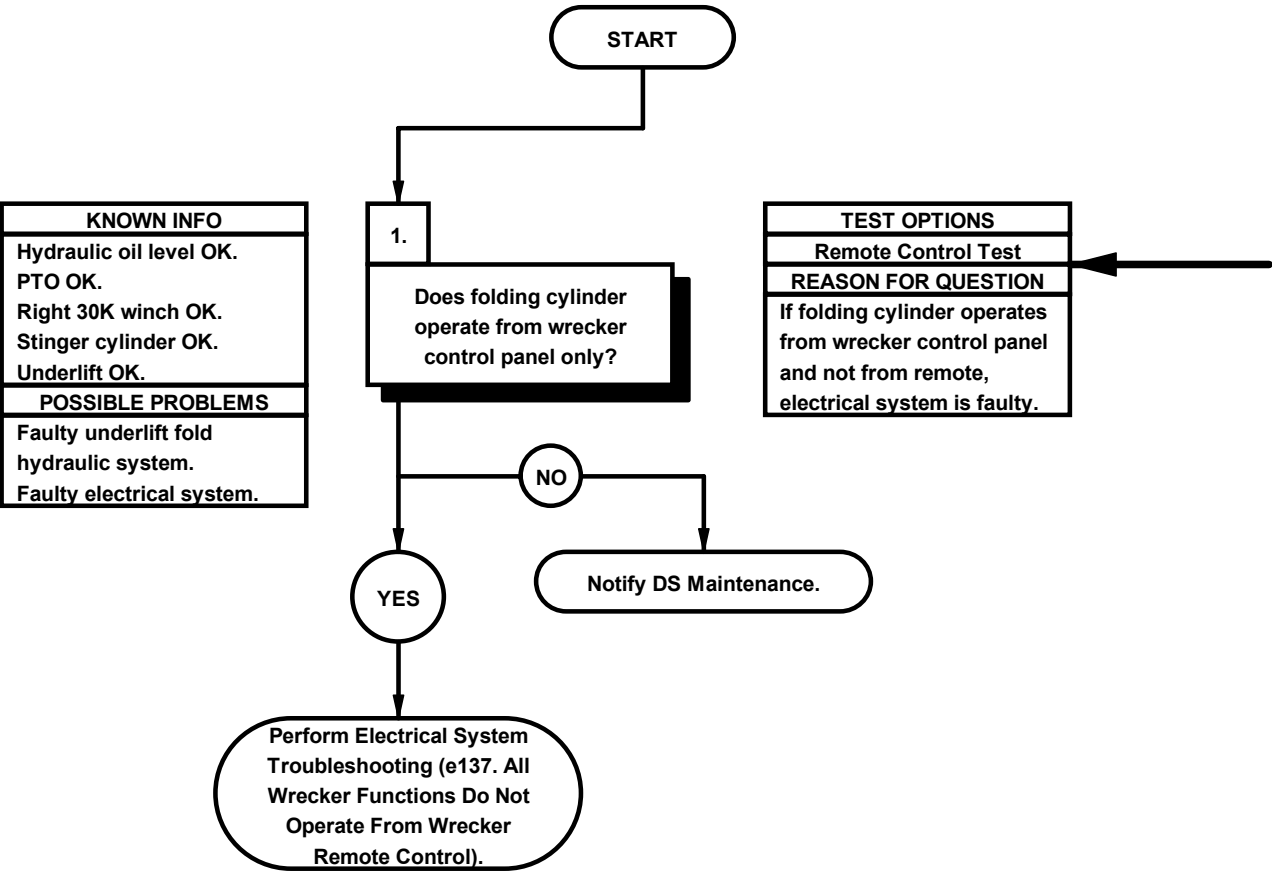 START
KNOWN INFO
Hydraulic oil level OK.
PTO OK.
Right 30K winch OK.
Stinger cylinder OK.
Underlift OK.
POSSIBLE PROBLEMS
Faulty underlift fold
hydraulic system.
Faulty electrical system.
1.
Does folding cylinder
operate from wrecker
control panel only?
TEST OPTIONS
Remote Control Test
REASON FOR QUESTION
If folding cylinder operates
from wrecker control panel
and not from remote,
electrical system is faulty.
NO
Notify DS Maintenance.
YES
Perform Electrical System
Troubleshooting (e137. All
Wrecker Functions Do Not
Operate From Wrecker
Remote Control).